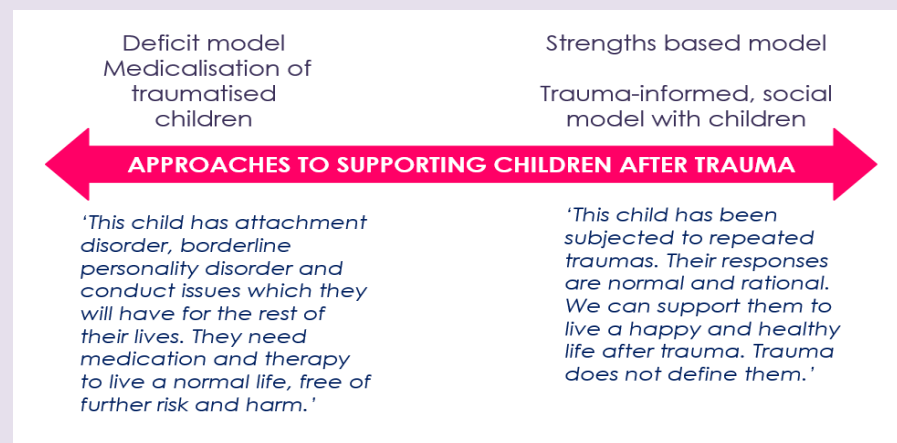 Deficit model
Medicalisation of
traumatised
children
Strengths based model
Trauma-informed, social
model with children
APPROACHES TO SUPPORTING CHILDREN AFTER TRAUMA
‘This child has attachment
disorder, borderline
personality disorder and
conduct issues which they
will have for the rest of
their lives. They need
medication and therapy
to live a normal life, free of
further risk and harm.’
‘This child has been
subjected to repeated
traumas. Their responses
are normal and rational.
We can support them to
live a happy and healthy
life after trauma. Trauma
does not define them.’